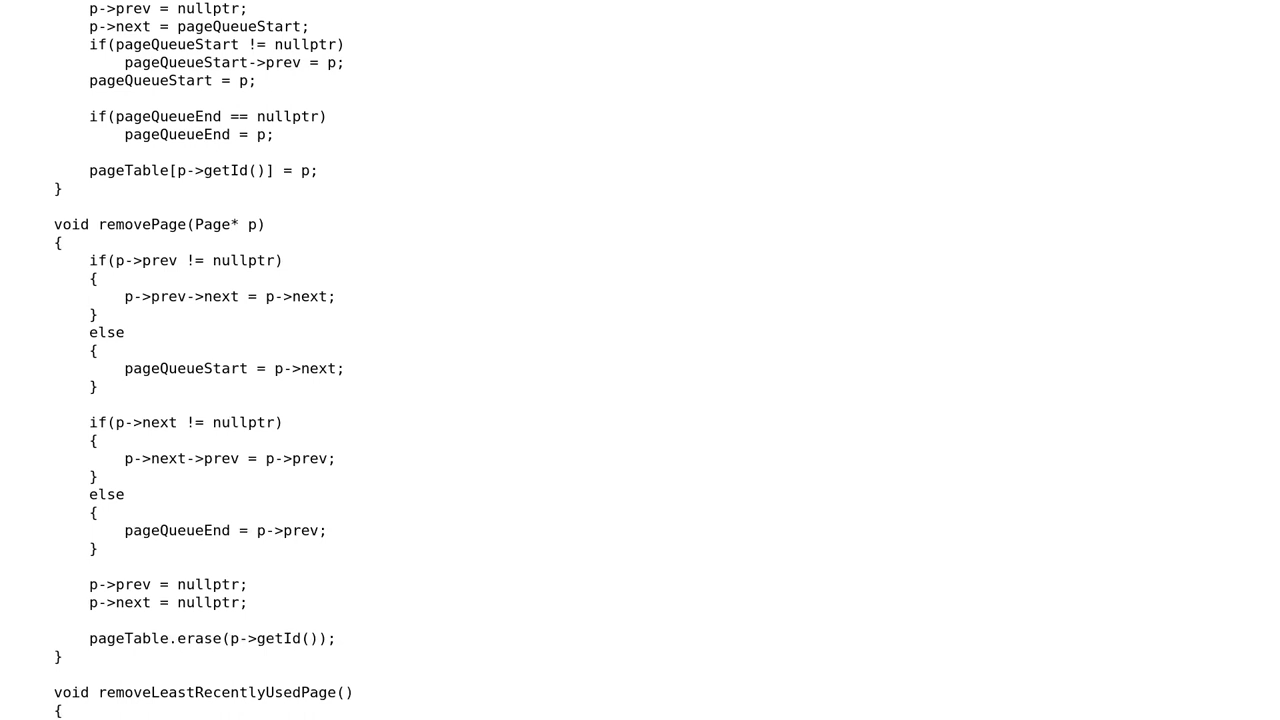 p->prev = nullptr;
    p->next = pageQueueStart;
    if(pageQueueStart != nullptr)
        pageQueueStart->prev = p;
    pageQueueStart = p;

    if(pageQueueEnd == nullptr)
        pageQueueEnd = p;

    pageTable[p->getId()] = p;
}

void removePage(Page* p)
{
    if(p->prev != nullptr)
    {
        p->prev->next = p->next;
    }
    else
    {
        pageQueueStart = p->next;
    }

    if(p->next != nullptr)
    {
        p->next->prev = p->prev;
    }
    else
    {
        pageQueueEnd = p->prev;
    }

    p->prev = nullptr;
    p->next = nullptr;

    pageTable.erase(p->getId());
}

void removeLeastRecentlyUsedPage()
{